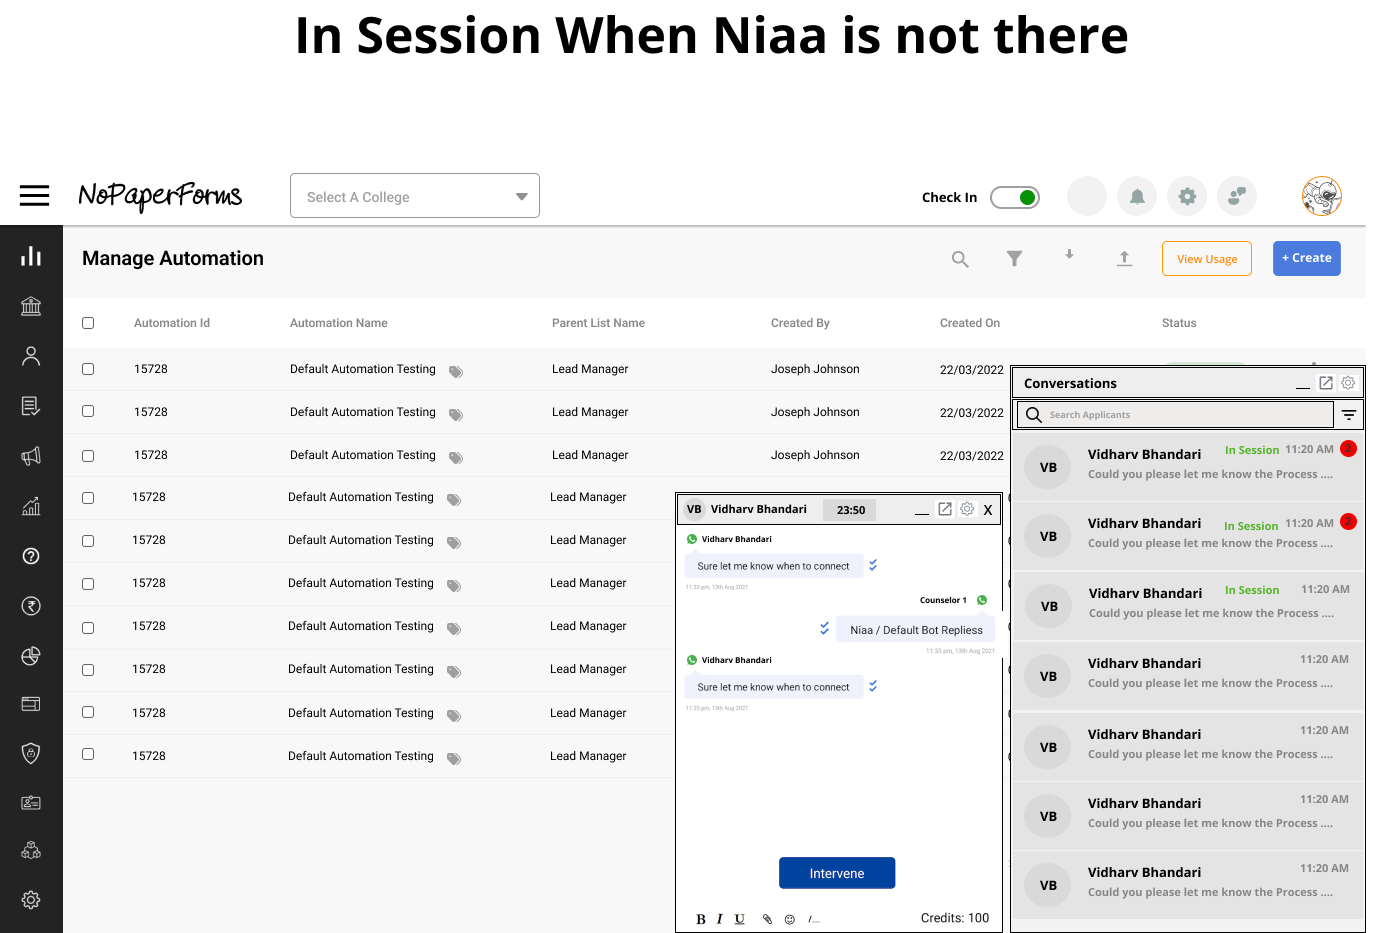 In Session When Niaa is not there
NoPaperForms
Select A College
Check In
Manage Automation
View Usage
+ Create
Automation Id Automation Name Parent List Name Created By Created On Status
15728 Default Automation Testing Lead Manager Joseph Johnson 22/03/2022
15728 Default Automation Testing Lead Manager Joseph Johnson 22/03/2022
15728 Default Automation Testing Lead Manager Joseph Johnson 22/03/2022
15728 Default Automation Testing Lead Manager
15728 Default Automation Testing Lead Manager
15728 Default Automation Testing Lead Manager
15728 Default Automation Testing Lead Manager
15728 Default Automation Testing Lead Manager
15728 Default Automation Testing Lead Manager
15728 Default Automation Testing Lead Manager
VB Vidharv Bhandari 23:50 X
Vidharv Bhandari
Sure let me know when to connect
11:33 pm, 13th Aug 2021
Counselor 1
Niaa / Default Bot Repliess
11:33 pm, 13th Aug 2021
Vidharv Bhandari
Sure let me know when to connect
11:33 pm, 13th Aug 2021
Intervene
B I U /... Credits: 100
Conversations
Search Applicants
VB Vidharv Bhandari In Session 11:20 AM 2
Could you please let me know the Process ....
VB Vidharv Bhandari In Session 11:20 AM 2
Could you please let me know the Process ....
VB Vidharv Bhandari In Session 11:20 AM
Could you please let me know the Process ....
VB Vidharv Bhandari 11:20 AM
Could you please let me know the Process ....
VB Vidharv Bhandari 11:20 AM
Could you please let me know the Process ....
VB Vidharv Bhandari 11:20 AM
Could you please let me know the Process ....
VB Vidharv Bhandari 11:20 AM
Could you please let me know the Process ....